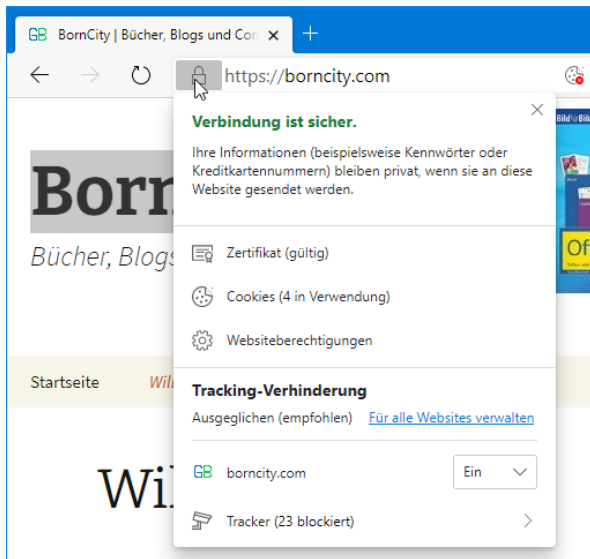 GB BornCity | Bücher, Blogs und Con
https://borncity.com
Verbindung ist sicher.
Ihre Informationen (beispielsweise Kennwörter oder
Kreditkartennummern) bleiben privat, wenn sie an diese
Website gesendet werden.
Born
Bücher, Blogs
Zertifikat (gültig)
Cookies (4 in Verwendung)
Websiteberechtigungen
Startseite
Tracking-Verhinderung
Ausgeglichen (empfohlen) Für alle Websites verwalten
GB borncity.com Ein
Tracker (23 blockiert)